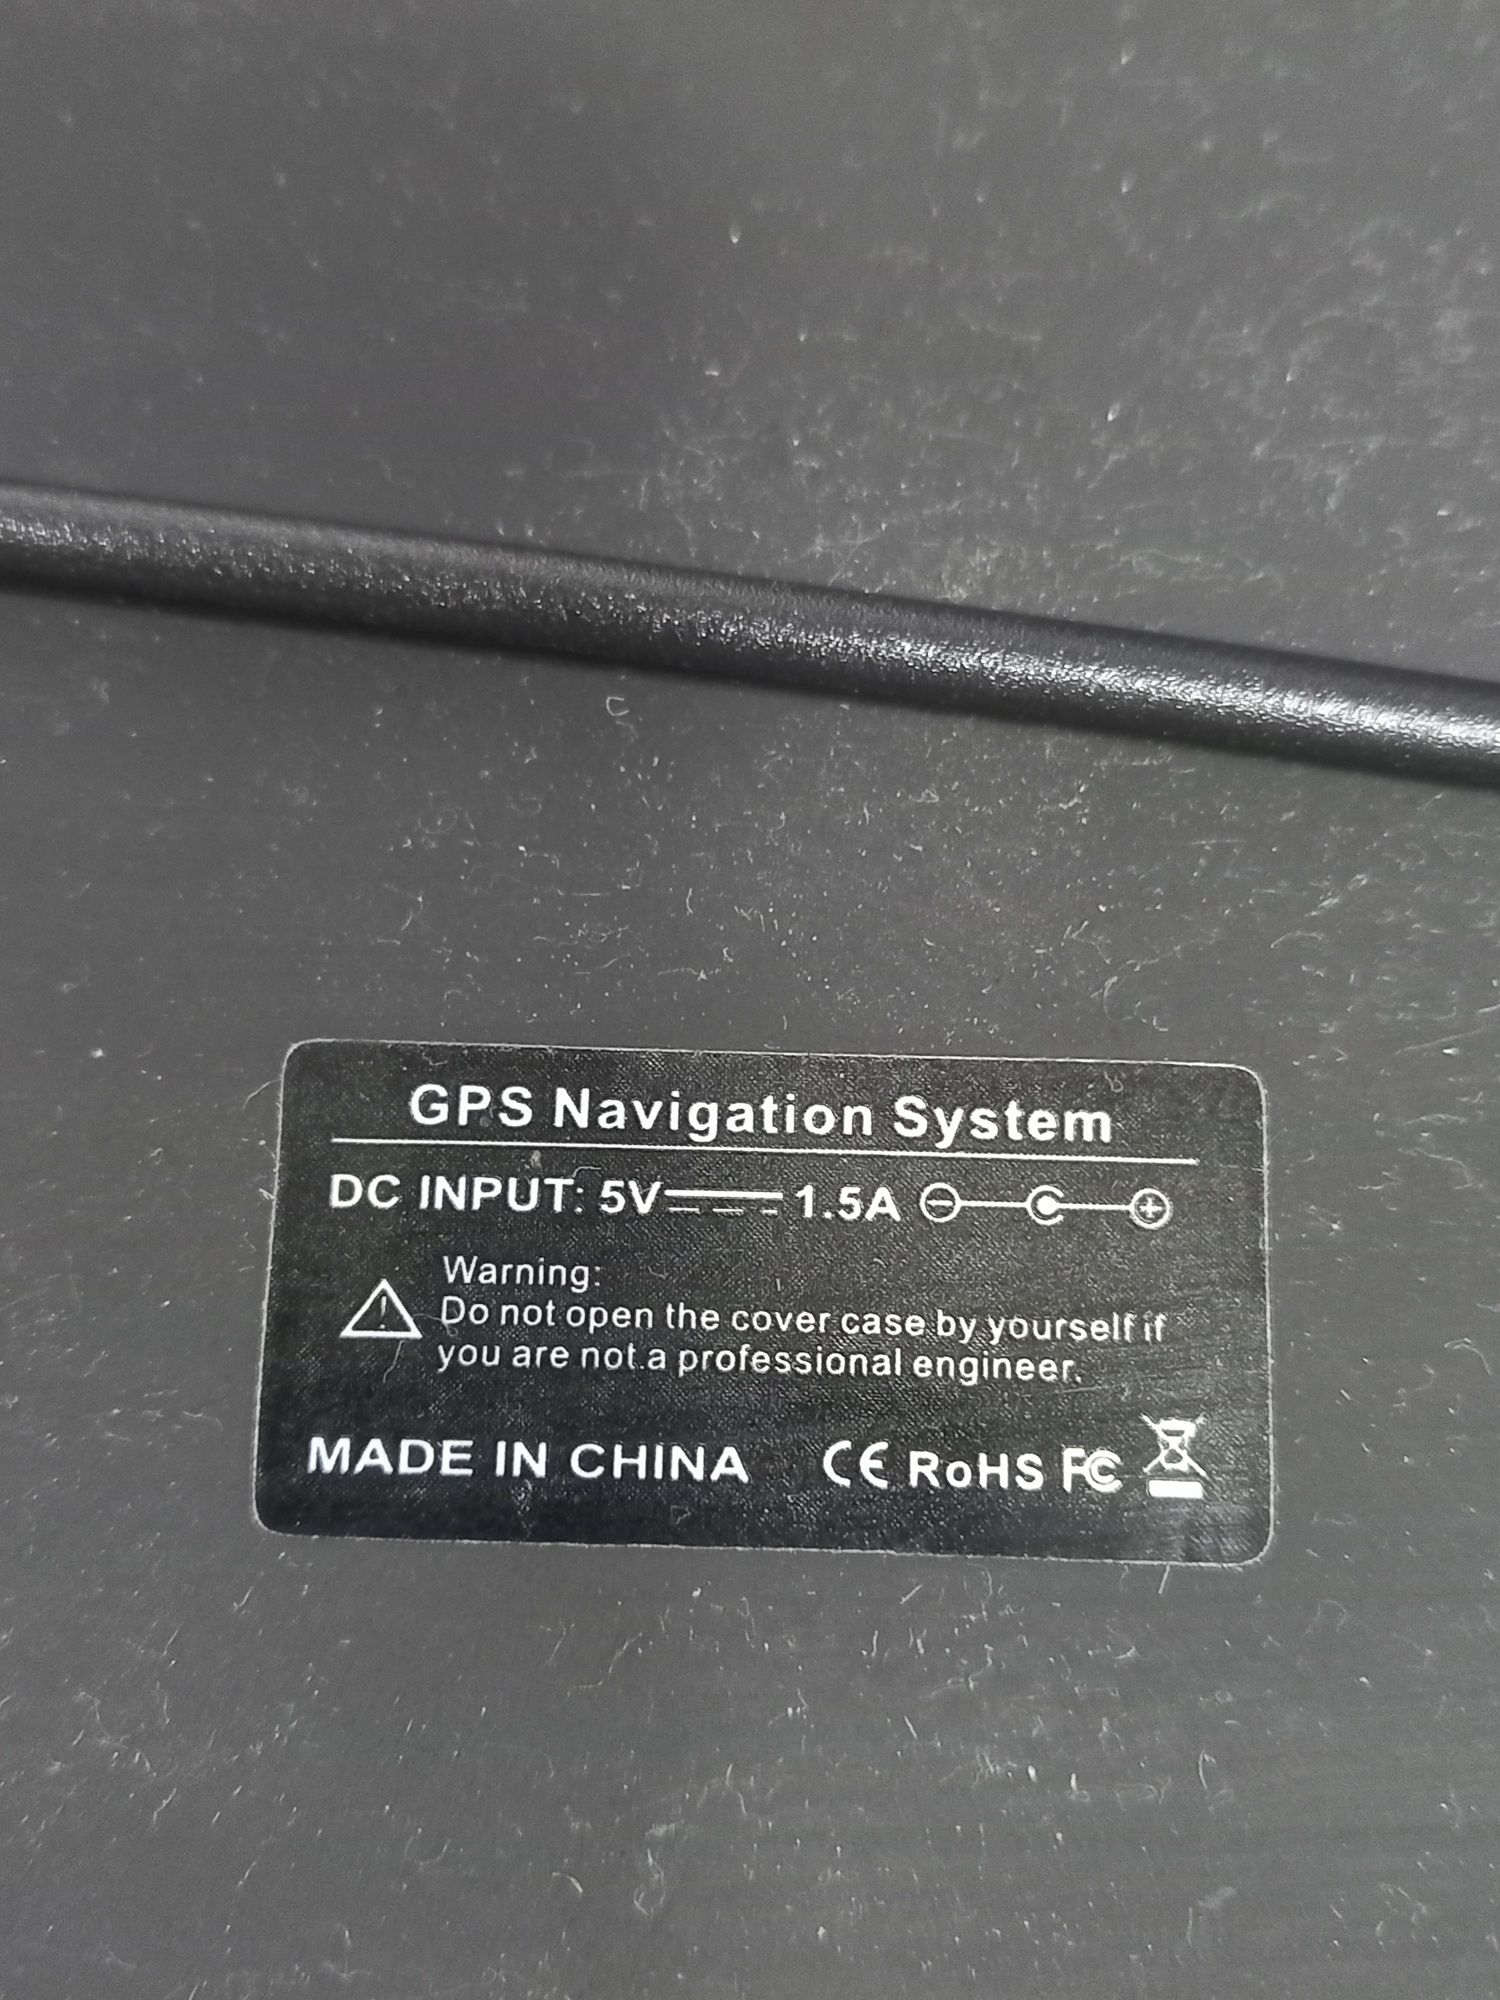 GPS Navigation System
DC INPUT: 5V 1.5A
Warning:
Do not open the cover case by yourself if
you are not a professional engineer.
MADE IN CHINA CE RoHS FC